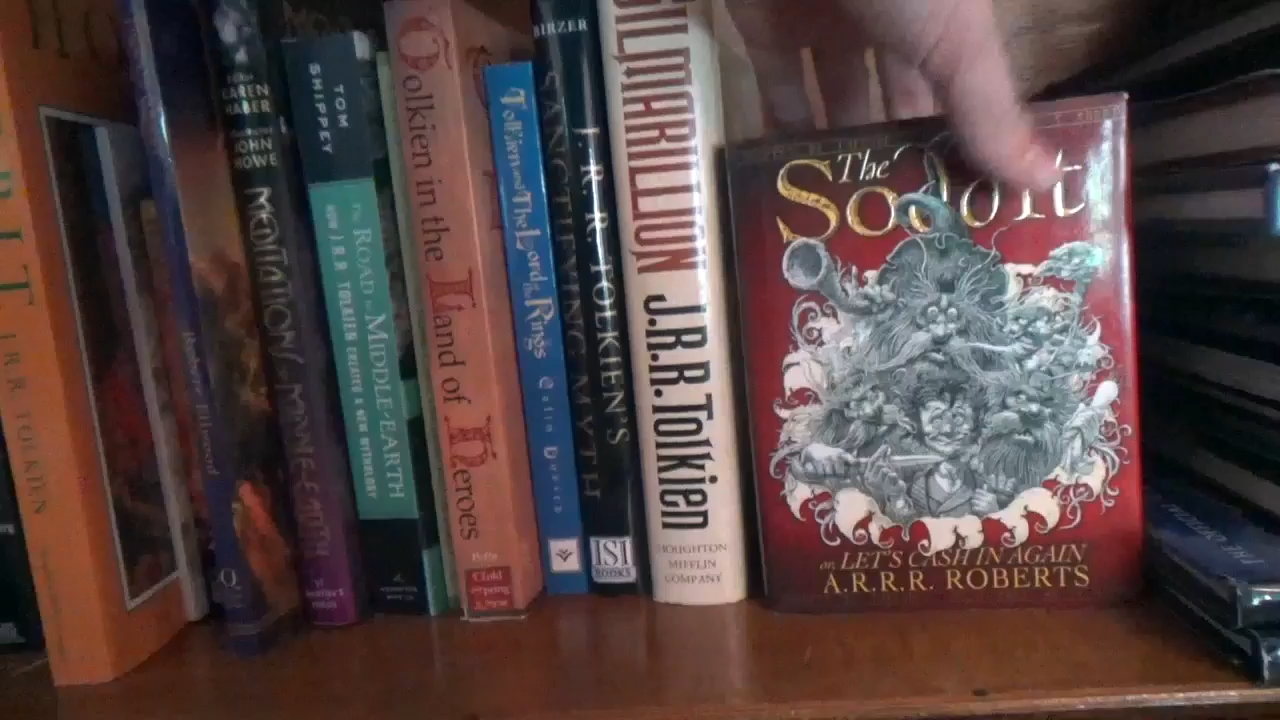 J.R.R. TOLKIEN
KAREN
HABER
JOHN
HOWE
MEDITATIONS on MIDDLE-EARTH
TOM
SHIPPEY
The ROAD to MIDDLE-EARTH
HOW J.R.R. TOLKIEN CREATED A NEW MYTHOLOGY
Tolkien in the Land of Heroes
Cold
Spring
Tolkien and The Lord of the Rings
Colin Duriez
BIRZER
J.R.R. TOLKIEN'S
SANCTIFYING MYTH
ISI
BOOKS
SILMARILLION J.R.R. Tolkien
HOUGHTON
MIFFLIN
COMPANY
The
Soddit
or, LET'S CASH IN AGAIN
A.R.R.R. ROBERTS